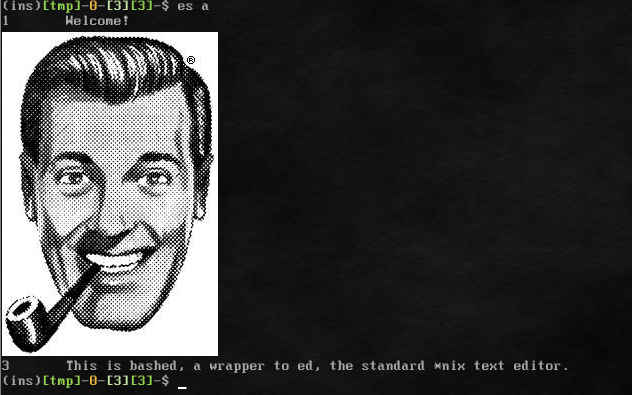 (ins)[tmp]-0-[3][3]-$ es a
1 Welcome!
®
3 This is bashed, a wrapper to ed, the standard *nix text editor.
(ins)[tmp]-0-[3][3]-$ _